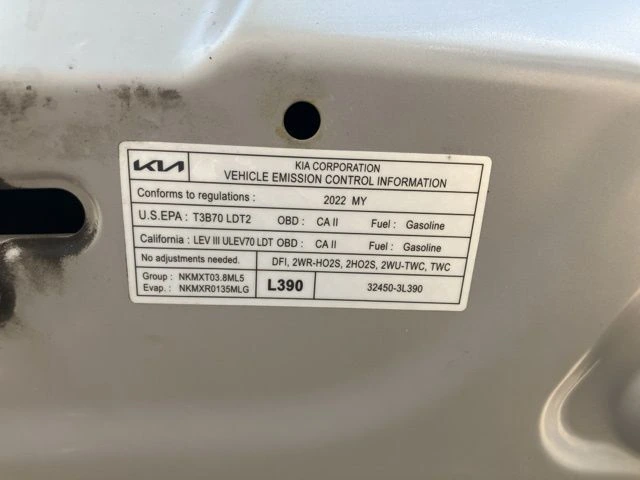 KIA
KIA CORPORATION
VEHICLE EMISSION CONTROL INFORMATION
Conforms to regulations : 2022 MY
U.S.EPA : T3B70 LDT2 OBD : CA II Fuel : Gasoline
California : LEV III ULEV70 LDT OBD : CA II Fuel : Gasoline
No adjustments needed. DFI, 2WR-HO2S, 2HO2S, 2WU-TWC, TWC
Group : NKMXT03.8ML5
Evap. : NKMXR0135MLG
L390
32450-3L390